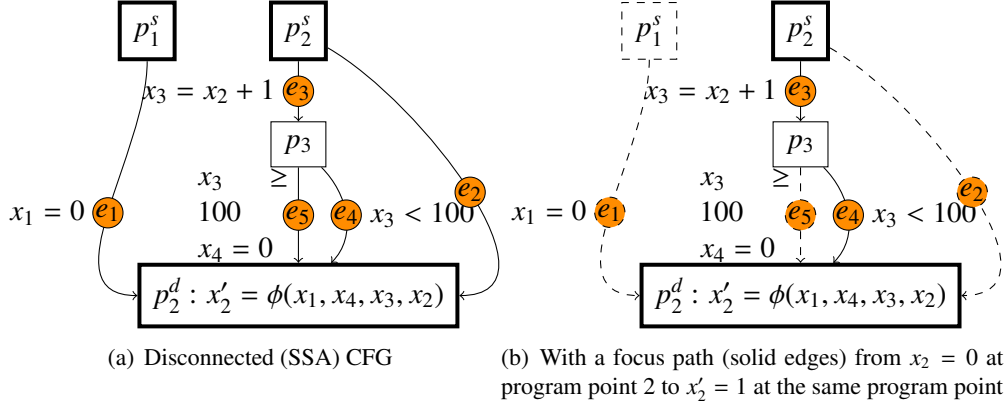 p_1^s p_2^s p_1^s p_2^s
x_3 = x_2 + 1 e_3 x_3 = x_2 + 1 e_3
p_3 p_3
x_3 ≥ x_3 ≥
x_1 = 0 e_1 100 e_5 e_4 x_3 < 100 e_2 x_1 = 0 e_1 100 e_5 e_4 x_3 < 100 e_2
x_4 = 0 x_4 = 0
p_2^d : x_2' = ϕ(x_1, x_4, x_3, x_2) p_2^d : x_2' = ϕ(x_1, x_4, x_3, x_2)
(a) Disconnected (SSA) CFG
(b) With a focus path (solid edges) from x_2 = 0 at
program point 2 to x_2' = 1 at the same program point